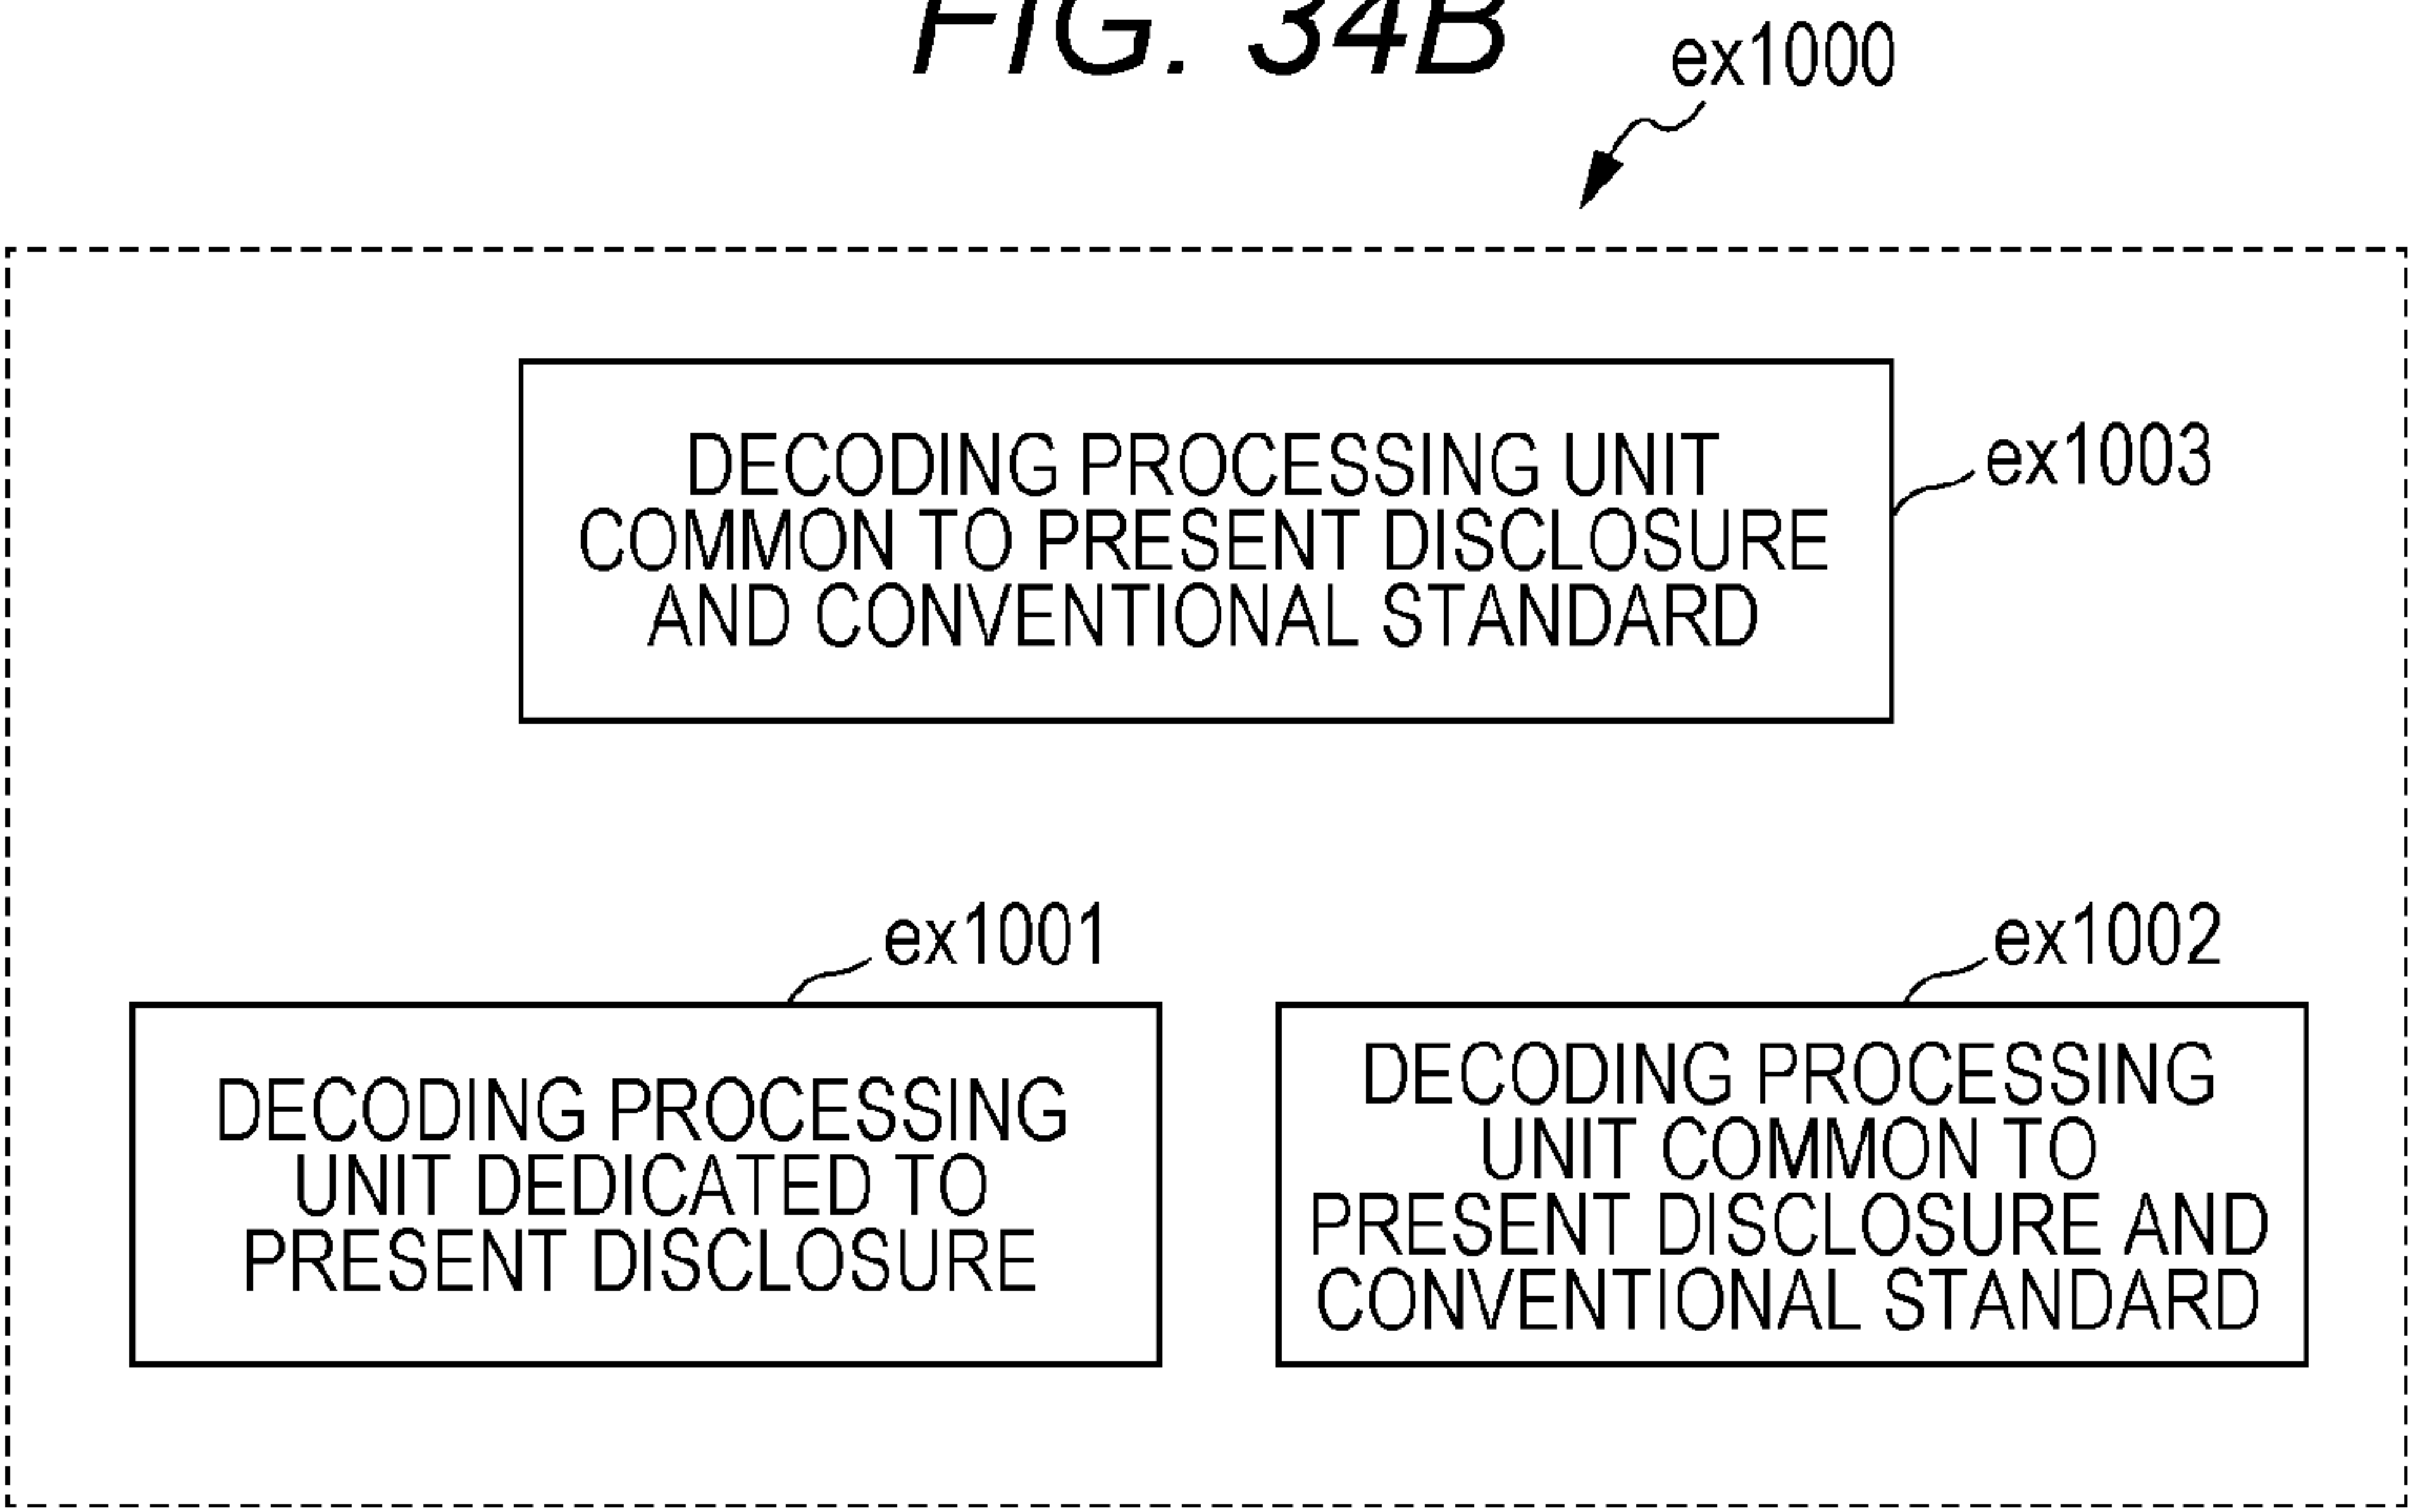 FIG. 34B
ex1000
DECODING PROCESSING UNIT
COMMON TO PRESENT DISCLOSURE
AND CONVENTIONAL STANDARD
ex1003
ex1001
DECODING PROCESSING
UNIT DEDICATED TO
PRESENT DISCLOSURE
ex1002
DECODING PROCESSING
UNIT COMMON TO
PRESENT DISCLOSURE AND
CONVENTIONAL STANDARD